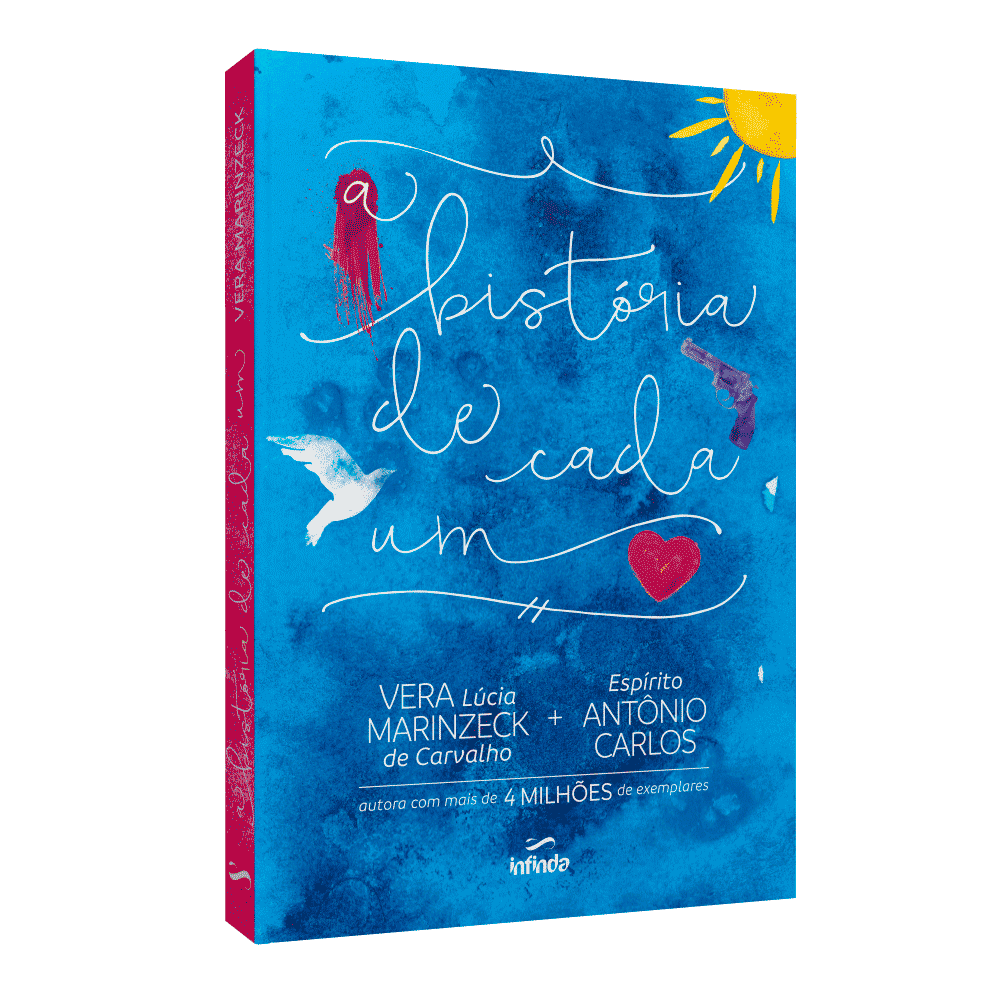 VERA MARINZECK
a história de cada um
a
história
de cada
um
VERA Lúcia
MARINZECK
de Carvalho
+
Espírito
ANTÔNIO
CARLOS
autora com mais de 4 MILHÕES de exemplares
infinda